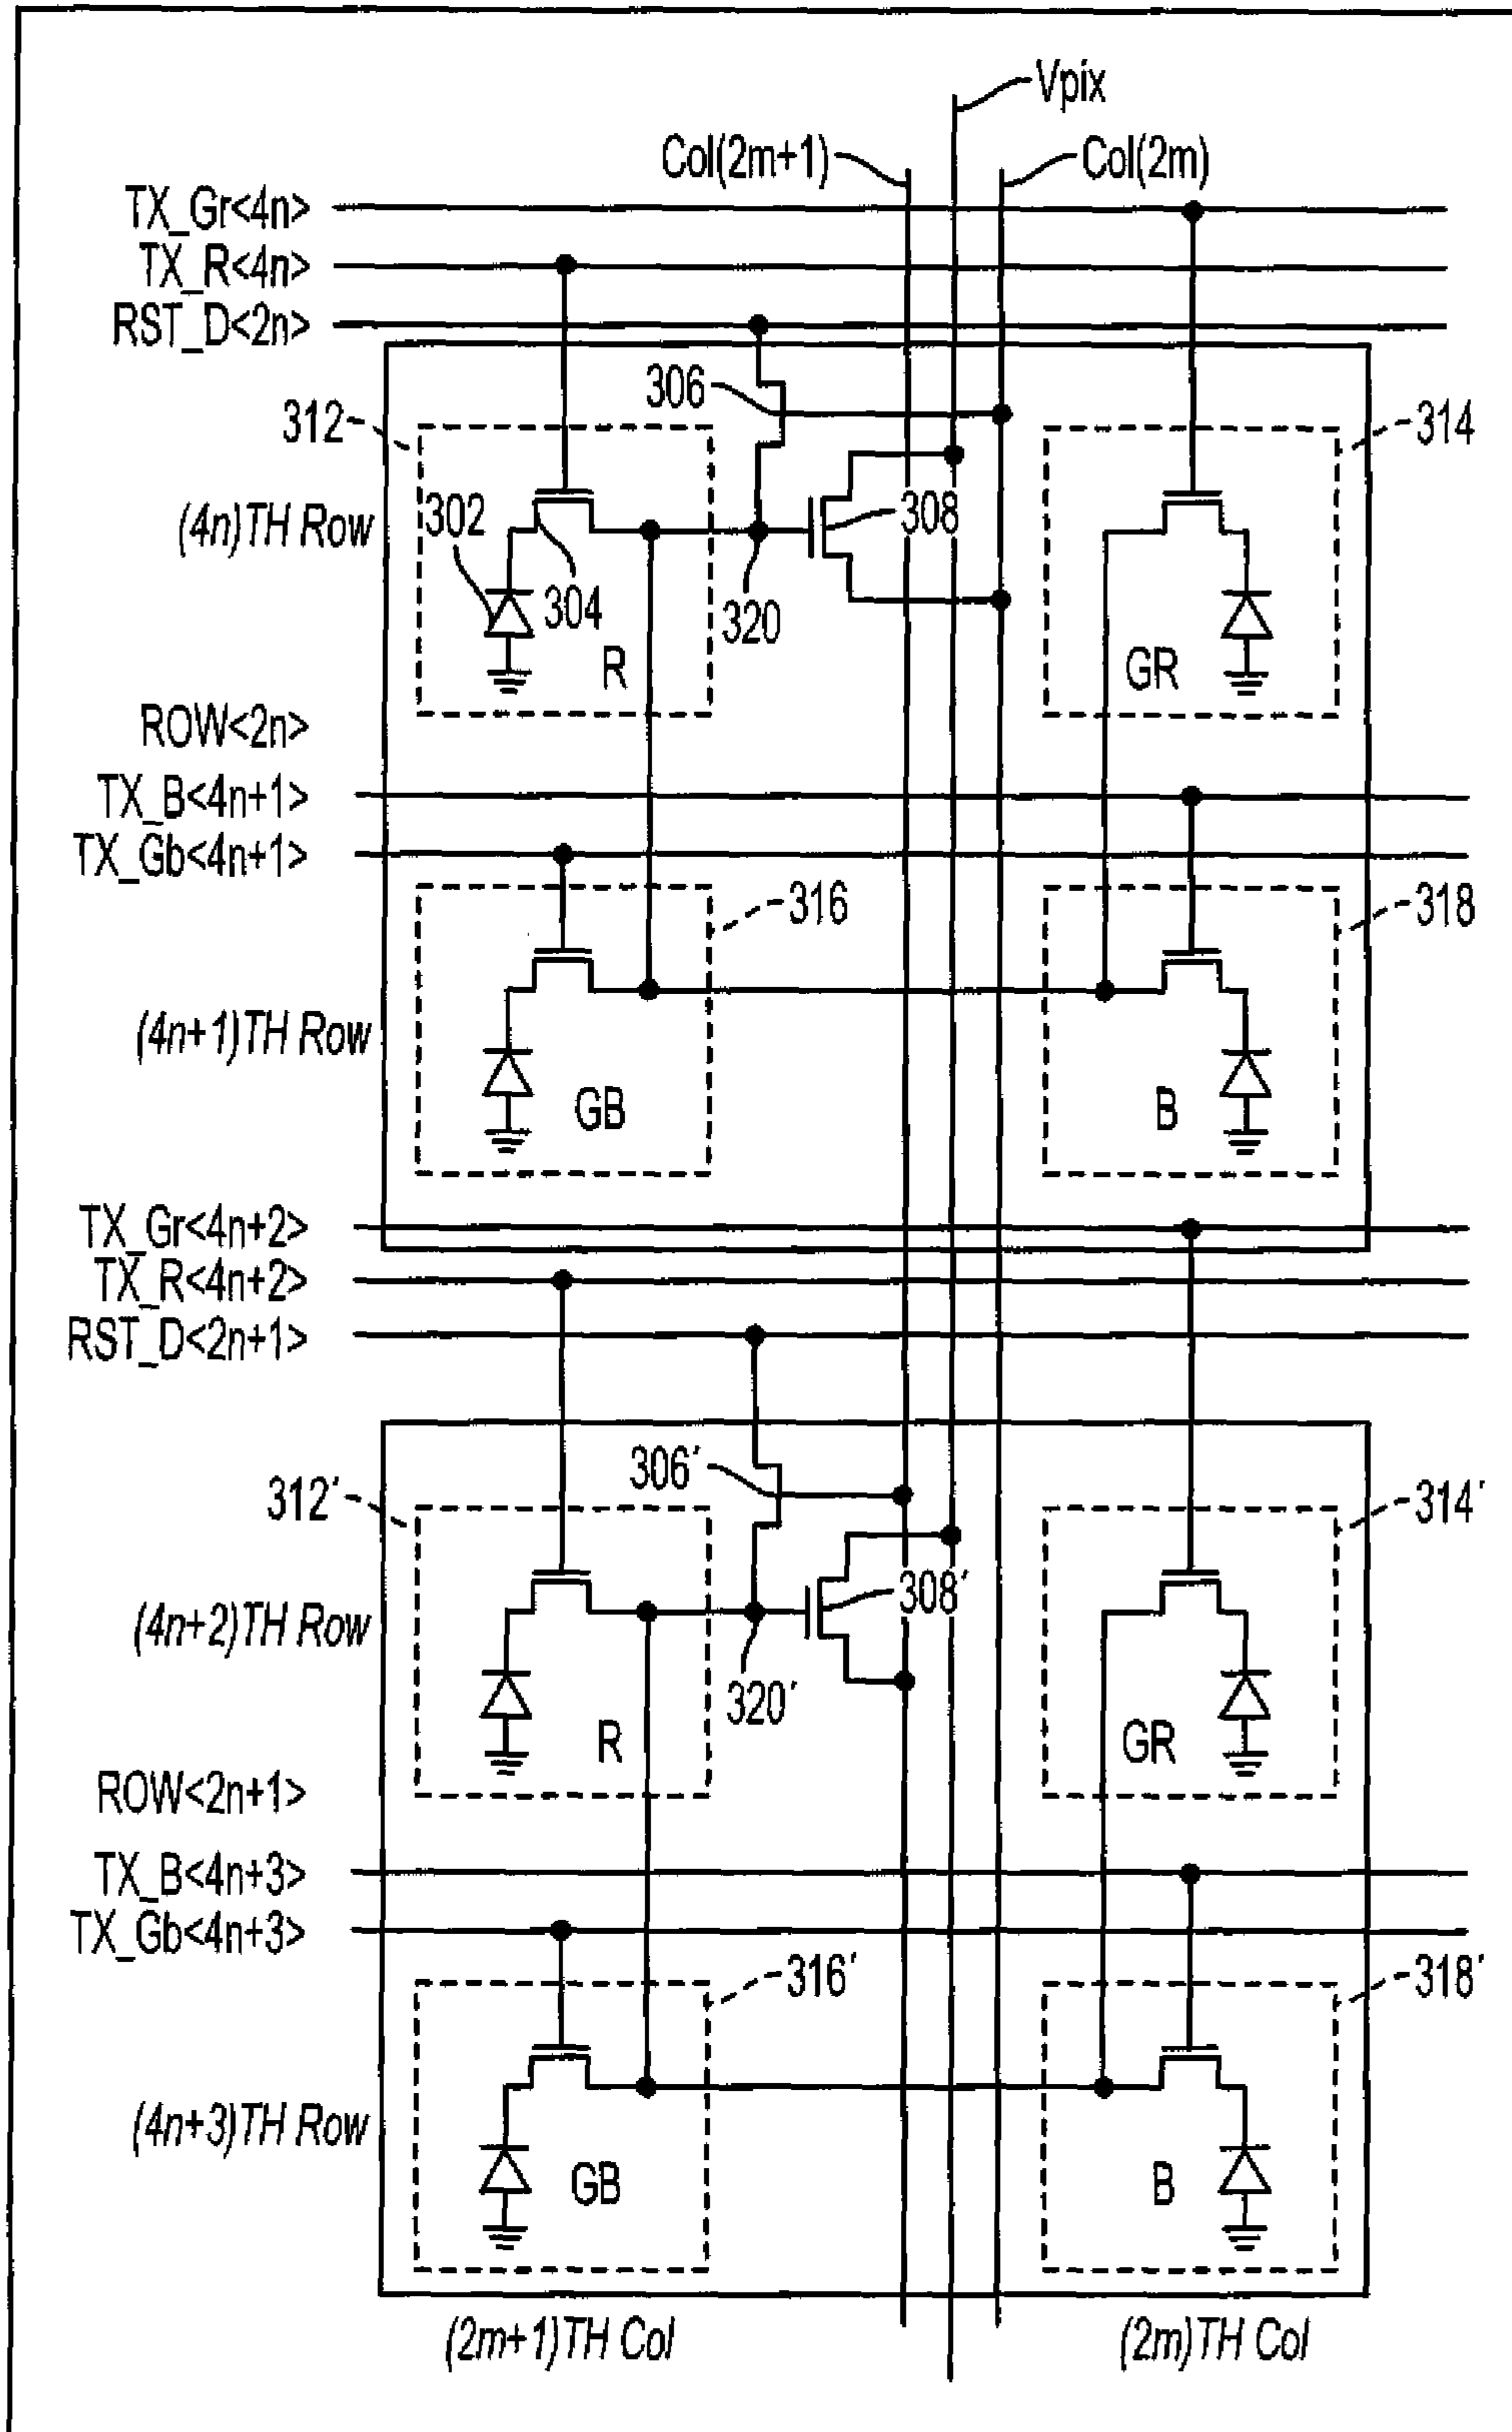 Vpix
Col(2m+1)
Col(2m)
TX_Gr<4n>
TX_R<4n>
RST_D<2n>
306
312
314
(4n)TH Row
302
308
304
320
R
GR
ROW<2n>
TX_B<4n+1>
TX_Gb<4n+1>
316
318
(4n+1)TH Row
GB
B
TX_Gr<4n+2>
TX_R<4n+2>
RST_D<2n+1>
306′
312′
314′
308′
(4n+2)TH Row
320′
R
GR
ROW<2n+1>
TX_B<4n+3>
TX_Gb<4n+3>
316′
318′
(4n+3)TH Row
GB
B
(2m+1)TH Col
(2m)TH Col